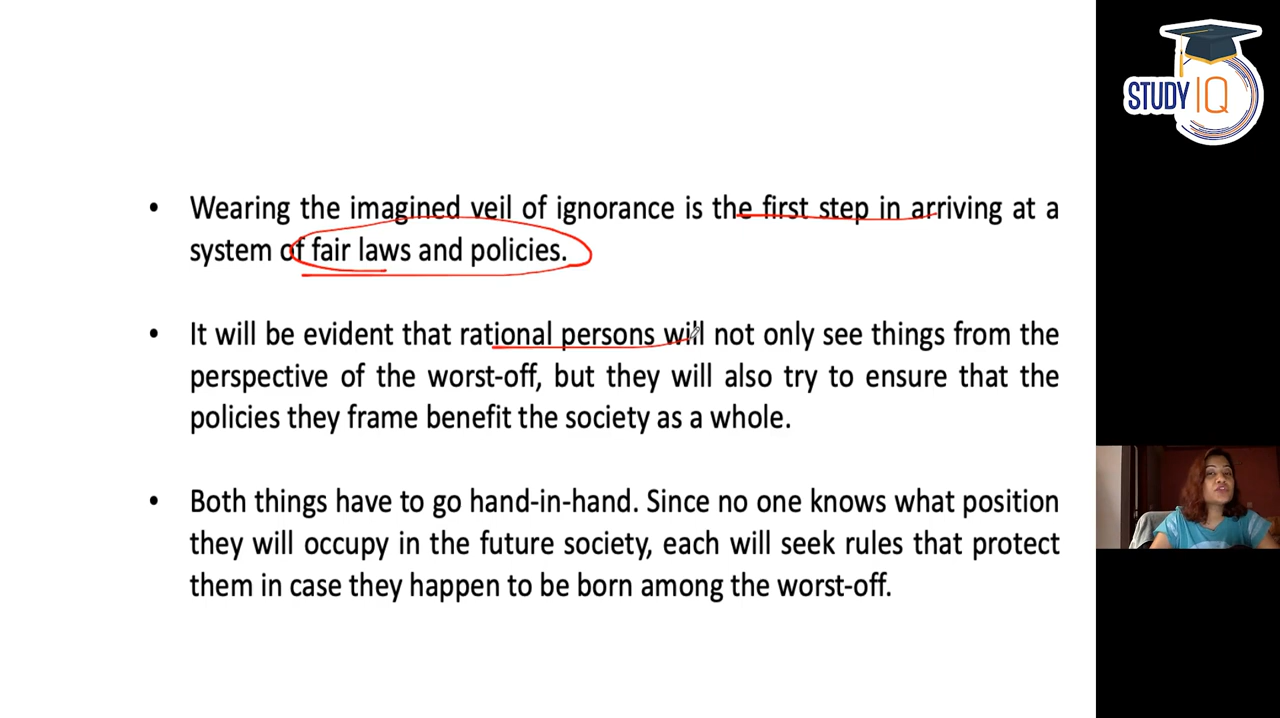 STUDY IQ
• Wearing the imagined veil of ignorance is the first step in arriving at a
system of fair laws and policies.
• It will be evident that rational persons will not only see things from the
perspective of the worst-off, but they will also try to ensure that the
policies they frame benefit the society as a whole.
• Both things have to go hand-in-hand. Since no one knows what position
they will occupy in the future society, each will seek rules that protect
them in case they happen to be born among the worst-off.